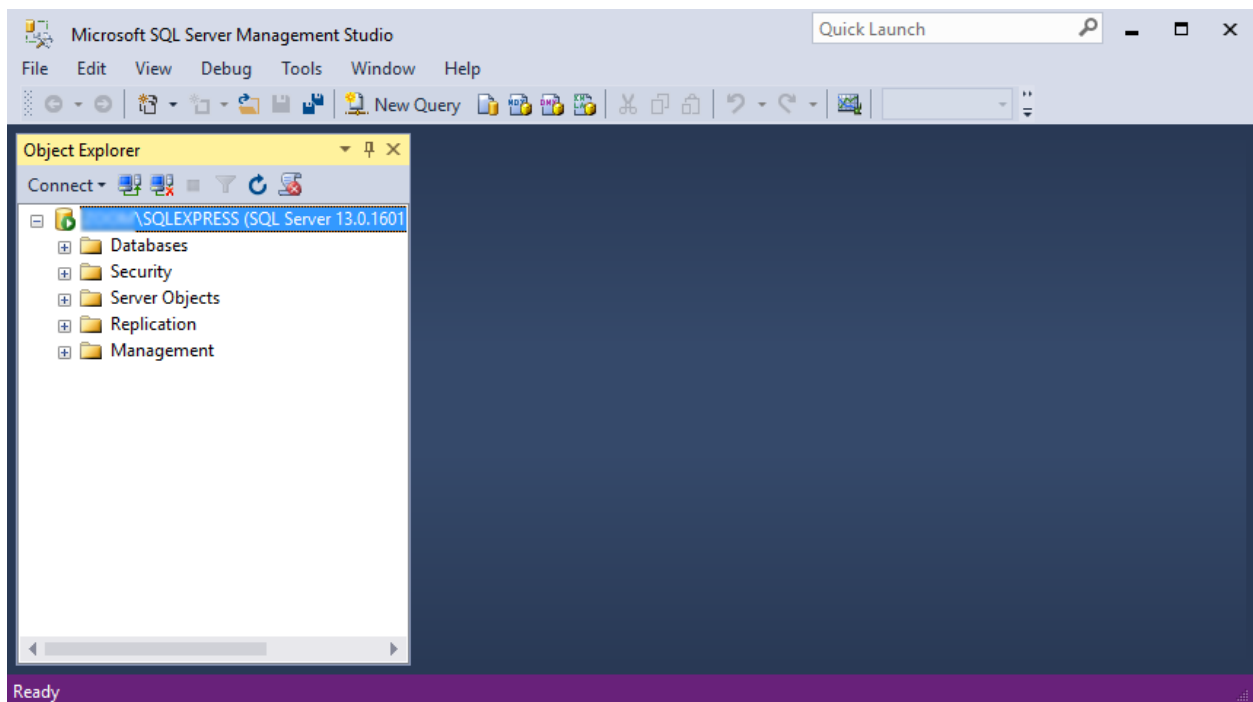 Microsoft SQL Server Management Studio
Quick Launch
File Edit View Debug Tools Window Help
New Query
Object Explorer
Connect
\SQLEXPRESS (SQL Server 13.0.1601
Databases
Security
Server Objects
Replication
Management
Ready